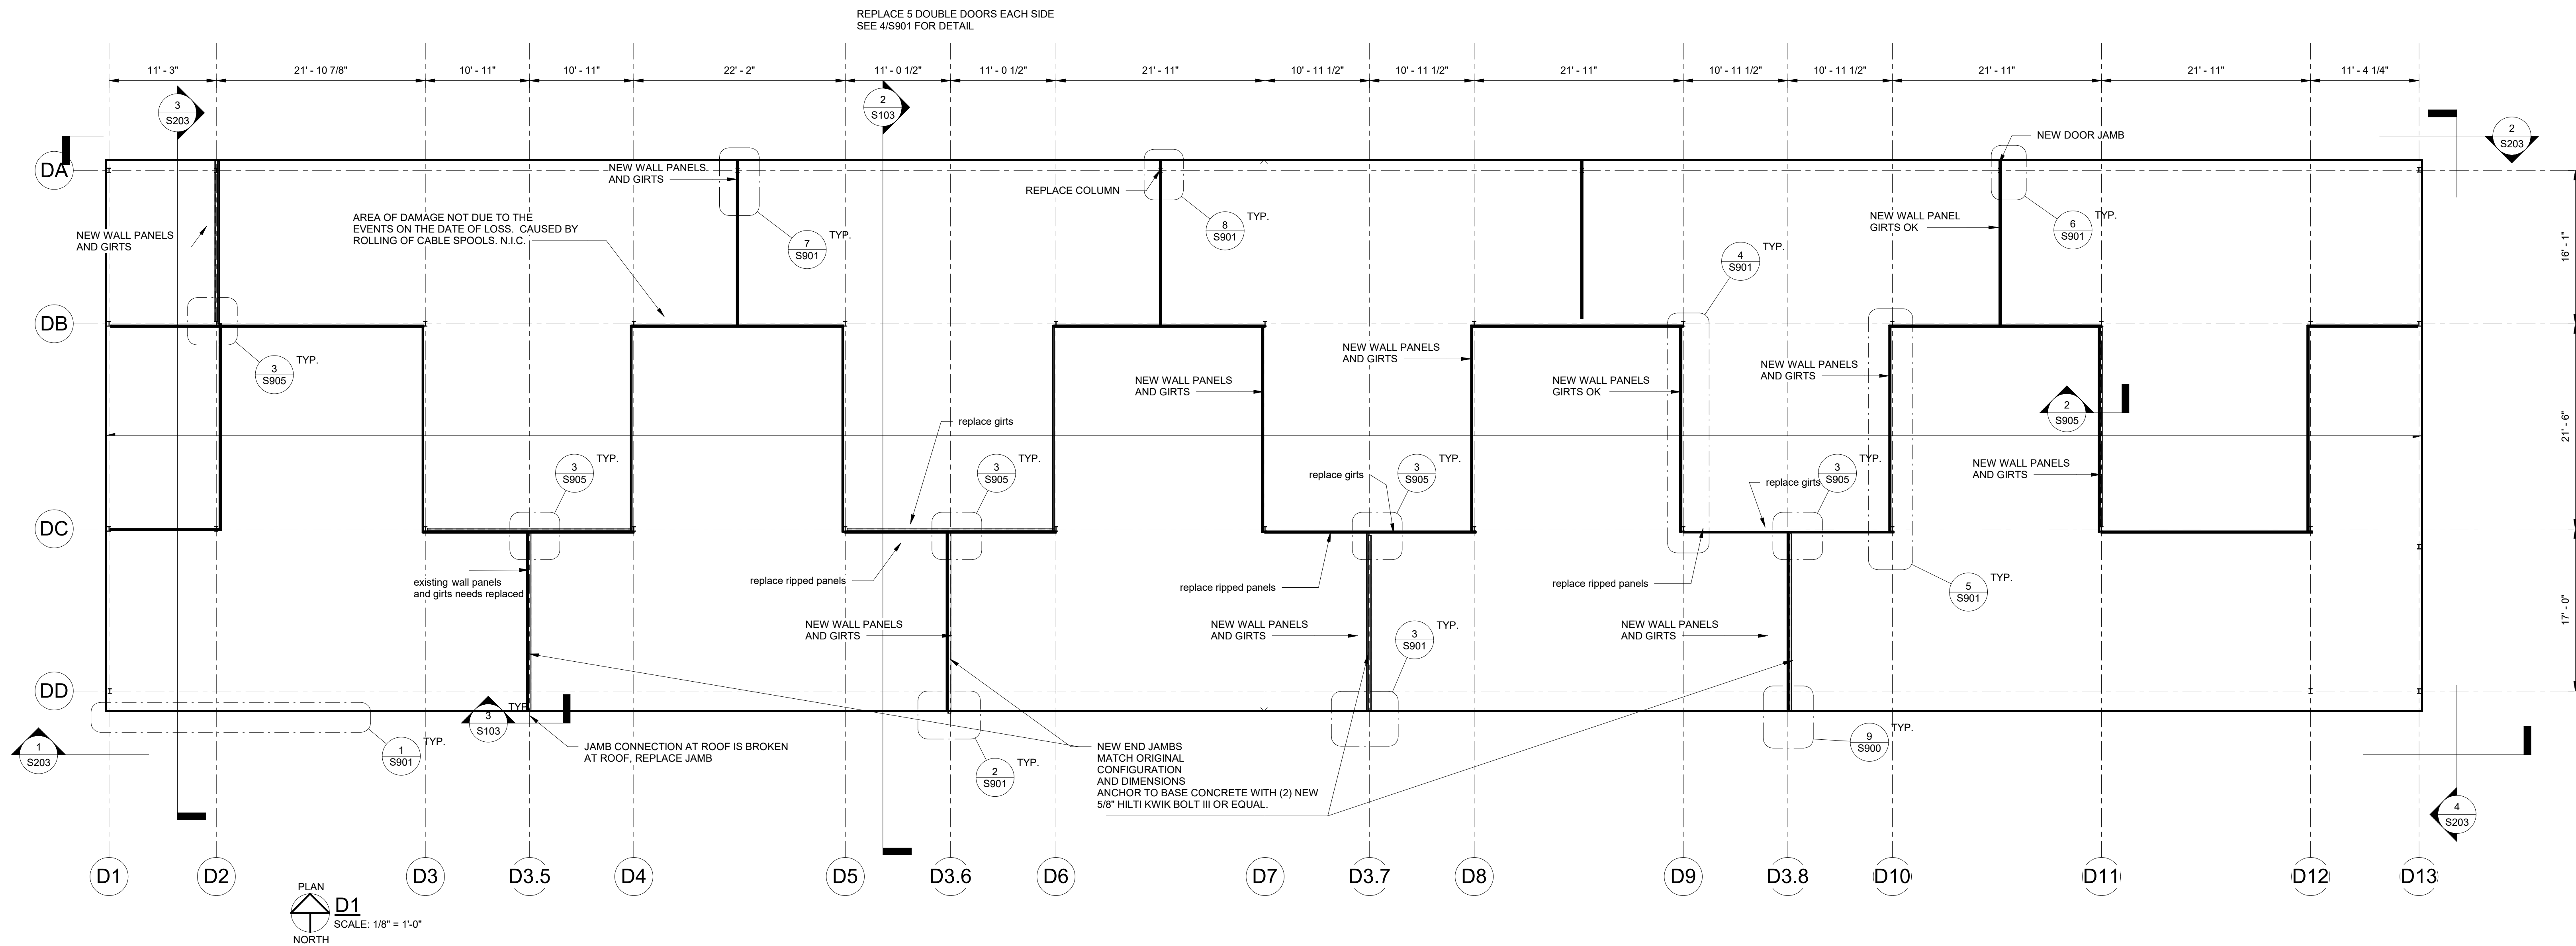 REPLACE 5 DOUBLE DOORS EACH SIDE
SEE 4/S901 FOR DETAIL
11' - 3"
21' - 10 7/8"
10' - 11"
10' - 11"
22' - 2"
11' - 0 1/2"
11' - 0 1/2"
21' - 11"
10' - 11 1/2"
10' - 11 1/2"
21' - 11"
10' - 11 1/2"
10' - 11 1/2"
21' - 11"
21' - 11"
11' - 4 1/4"
3
S203
2
S103
2
S203
NEW DOOR JAMB
DA
NEW WALL PANELS
AND GIRTS
REPLACE COLUMN
AREA OF DAMAGE NOT DUE TO THE
EVENTS ON THE DATE OF LOSS. CAUSED BY
ROLLING OF CABLE SPOOLS. N.I.C.
NEW WALL PANELS
AND GIRTS
7
S901
TYP.
8
S901
TYP.
4
S901
TYP.
NEW WALL PANEL
GIRTS OK
6
S901
TYP.
16' - 1"
DB
3
S905
TYP.
NEW WALL PANELS
AND GIRTS
NEW WALL PANELS
AND GIRTS
NEW WALL PANELS
GIRTS OK
NEW WALL PANELS
AND GIRTS
2
S905
21' - 6"
replace girts
3
S905
TYP.
3
S905
TYP.
replace girts
3
S905
TYP.
replace girts
3
S905
TYP.
NEW WALL PANELS
AND GIRTS
DC
existing wall panels
and girts needs replaced
replace ripped panels
replace ripped panels
replace ripped panels
5
S901
TYP.
17' - 0"
NEW WALL PANELS
AND GIRTS
NEW WALL PANELS
AND GIRTS
3
S901
TYP.
NEW WALL PANELS
AND GIRTS
DD
1
S203
1
S901
TYP.
3
S103
TYP.
JAMB CONNECTION AT ROOF IS BROKEN
AT ROOF, REPLACE JAMB
2
S901
TYP.
NEW END JAMBS
MATCH ORIGINAL
CONFIGURATION
AND DIMENSIONS
ANCHOR TO BASE CONCRETE WITH (2) NEW
5/8" HILTI KWIK BOLT III OR EQUAL.
9
S900
TYP.
4
S203
D1
D2
D3
D3.5
D4
D5
D3.6
D6
D7
D3.7
D8
D9
D3.8
D10
D11
D12
D13
PLAN
NORTH
D1
SCALE: 1/8" = 1'-0"